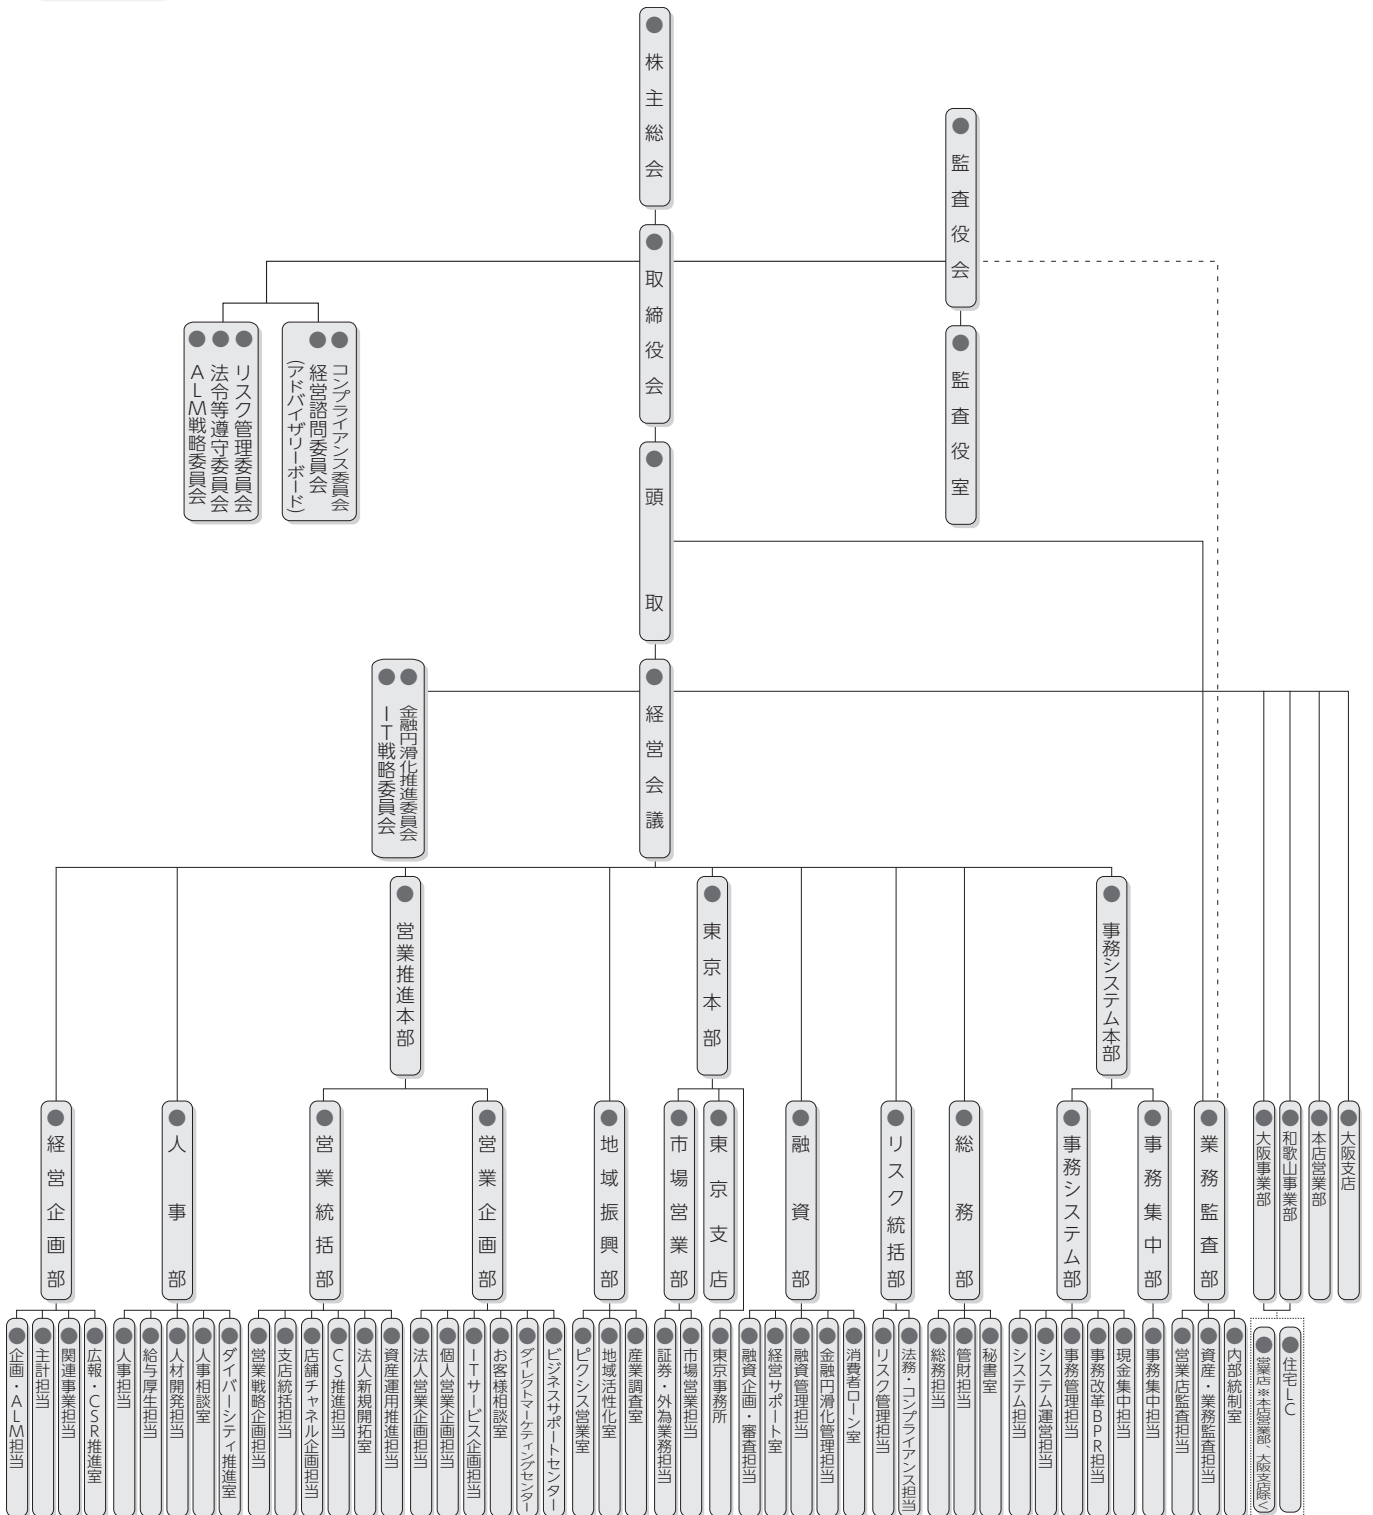 株主総会
監査役会
取締役会
監査役室
コンプライアンス委員会
経営諮問委員会
(アドバイザリーボード)
リスク管理委員会
法令等遵守委員会
ALM戦略委員会
頭取
経営会議
金融円滑化推進委員会
IT戦略委員会
営業推進本部
東京本部
事務システム本部
経営企画部
人事部
営業統括部
営業企画部
地域振興部
市場営業部
東京支店
融資部
リスク統括部
総務部
事務システム部
事務集中部
業務監査部
大阪事業部
和歌山事業部
本店営業部
大阪支店
企画・ALM担当
主計担当
関連事業担当
広報・CSR推進室
人事担当
給与厚生担当
人材開発担当
人事相談室
ダイバーシティ推進室
営業戦略企画担当
支店統括担当
店舗チャネル企画担当
CS推進担当
法人新規開拓室
資産運用推進担当
法人営業企画担当
個人営業企画担当
ITサービス企画担当
お客様相談室
ダイレクトマーケティングセンター
ビジネスサポートセンター
ピクシス営業室
地域活性化室
産業調査室
証券・外為業務担当
市場営業担当
東京事務所
融資企画・審査担当
経営サポート室
融資管理担当
金融円滑化管理担当
消費者ローン室
リスク管理担当
法務・コンプライアンス担当
総務担当
管財担当
秘書室
システム担当
システム運営担当
事務管理担当
事務改革BPR担当
現金集中担当
事務集中担当
営業店監査担当
資産・業務監査担当
内部統制室
営業店※本店営業部、大阪支店除く
住宅LC